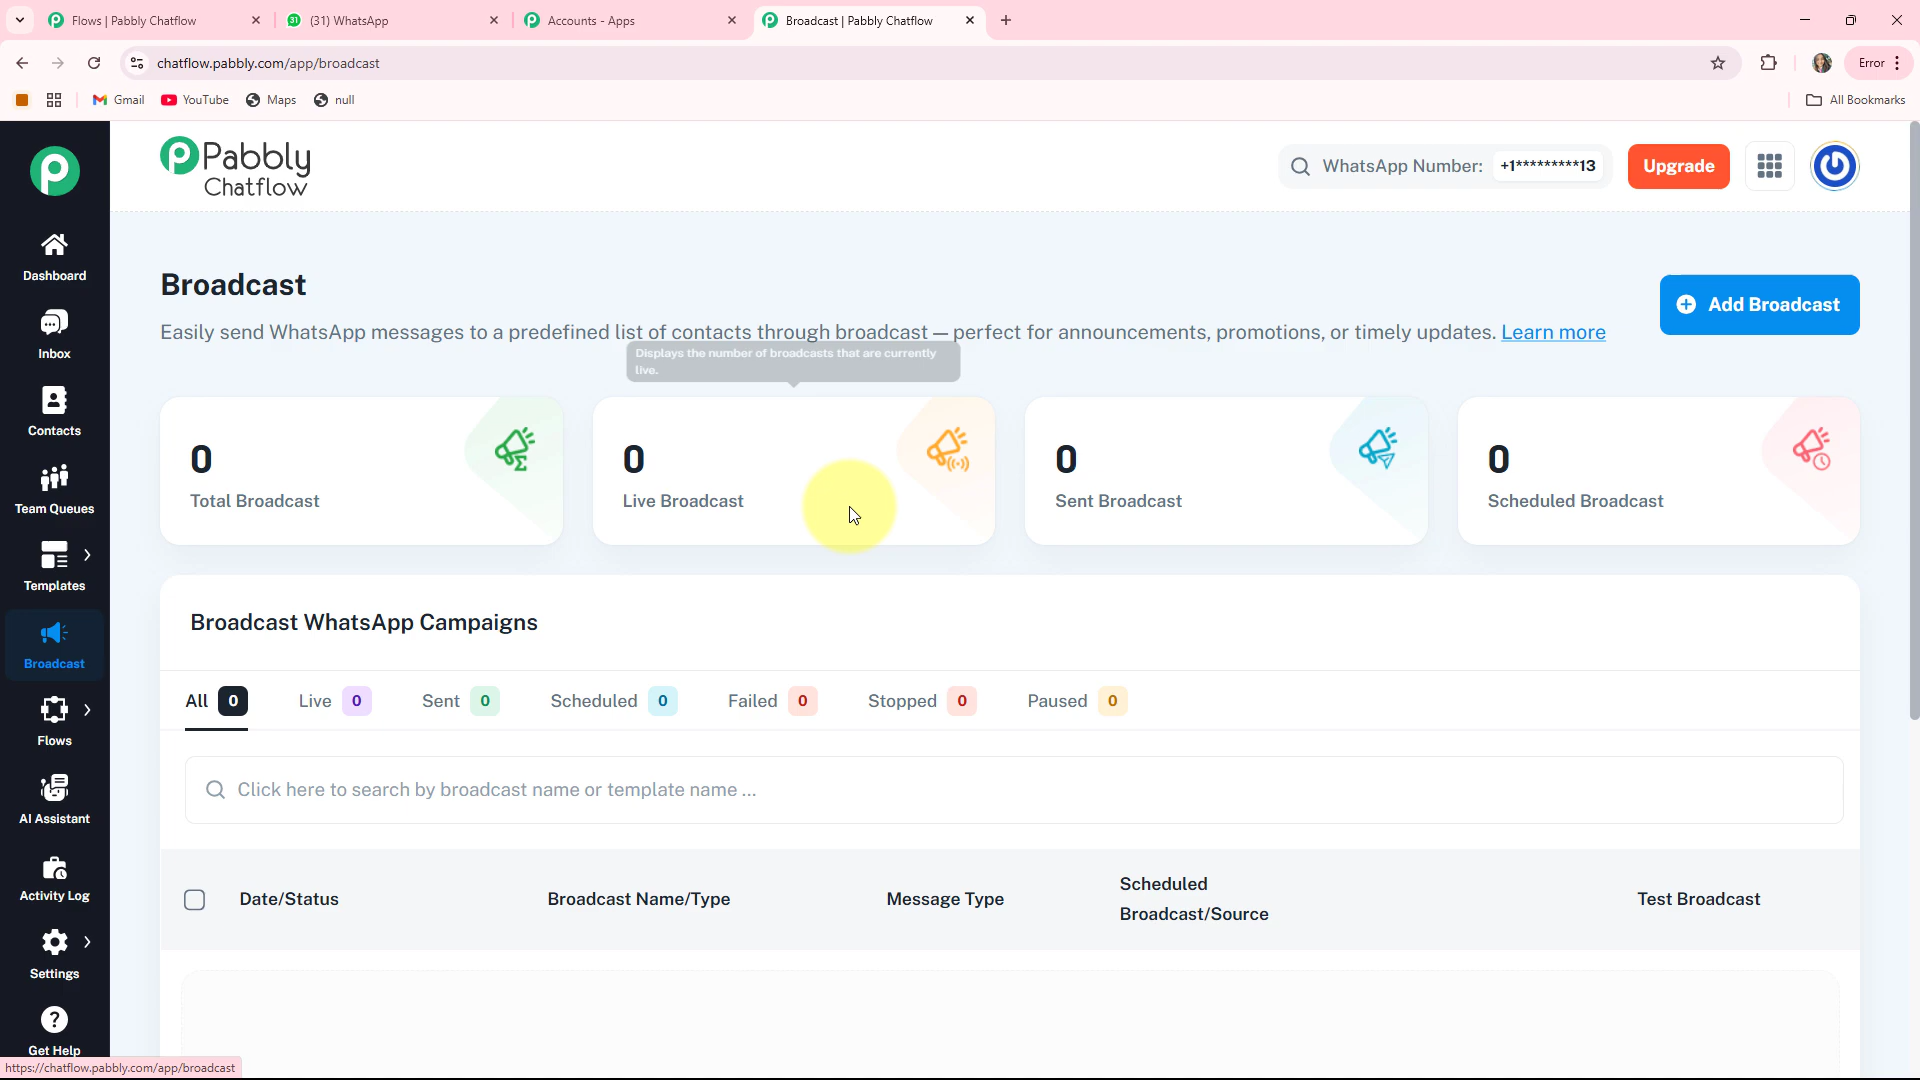 Flows | Pabbly Chatflow
(31) WhatsApp
Accounts - Apps
Broadcast | Pabbly Chatflow
chatflow.pabbly.com/app/broadcast
Error
Gmail
YouTube
Maps
null
All Bookmarks
Pabbly
Chatflow
WhatsApp Number: +1*********13
Upgrade
Dashboard
Inbox
Contacts
Team Queues
Templates
Broadcast
Flows
AI Assistant
Activity Log
Settings
Get Help
Broadcast
Easily send WhatsApp messages to a predefined list of contacts through broadcast — perfect for announcements, promotions, or timely updates. Learn more
Add Broadcast
Displays the number of broadcasts that are currently
live.
0
Total Broadcast
0
Live Broadcast
0
Sent Broadcast
0
Scheduled Broadcast
Broadcast WhatsApp Campaigns
All 0 Live 0 Sent 0 Scheduled 0 Failed 0 Stopped 0 Paused 0
Click here to search by broadcast name or template name ...
Date/Status
Broadcast Name/Type
Message Type
Scheduled
Broadcast/Source
Test Broadcast
https://chatflow.pabbly.com/app/broadcast